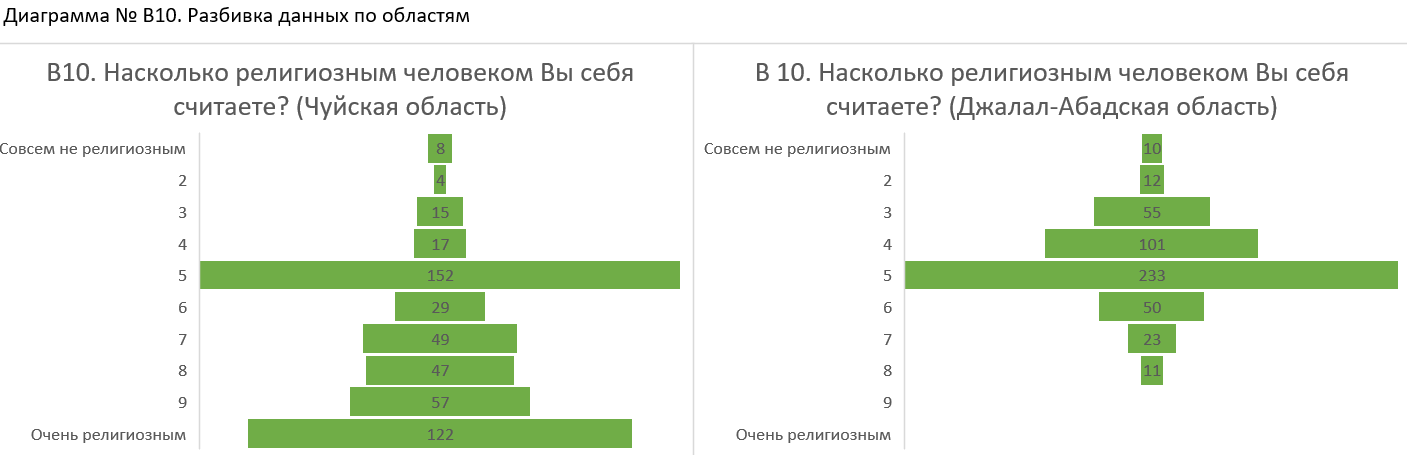 Диаграмма № B10. Разбивка данных по областям
B10. Насколько религиозным человеком Вы себя
считаете? (Чуйская область)
Совсем не религиозным 8
2 4
3 15
4 17
5 152
6 29
7 49
8 47
9 57
Очень религиозным 122
В 10. Насколько религиозным человеком Вы себя
считаете? (Джалал-Абадская область)
Совсем не религиозным 10
2 12
3 55
4 101
5 233
6 50
7 23
8 11
9
Очень религиозным